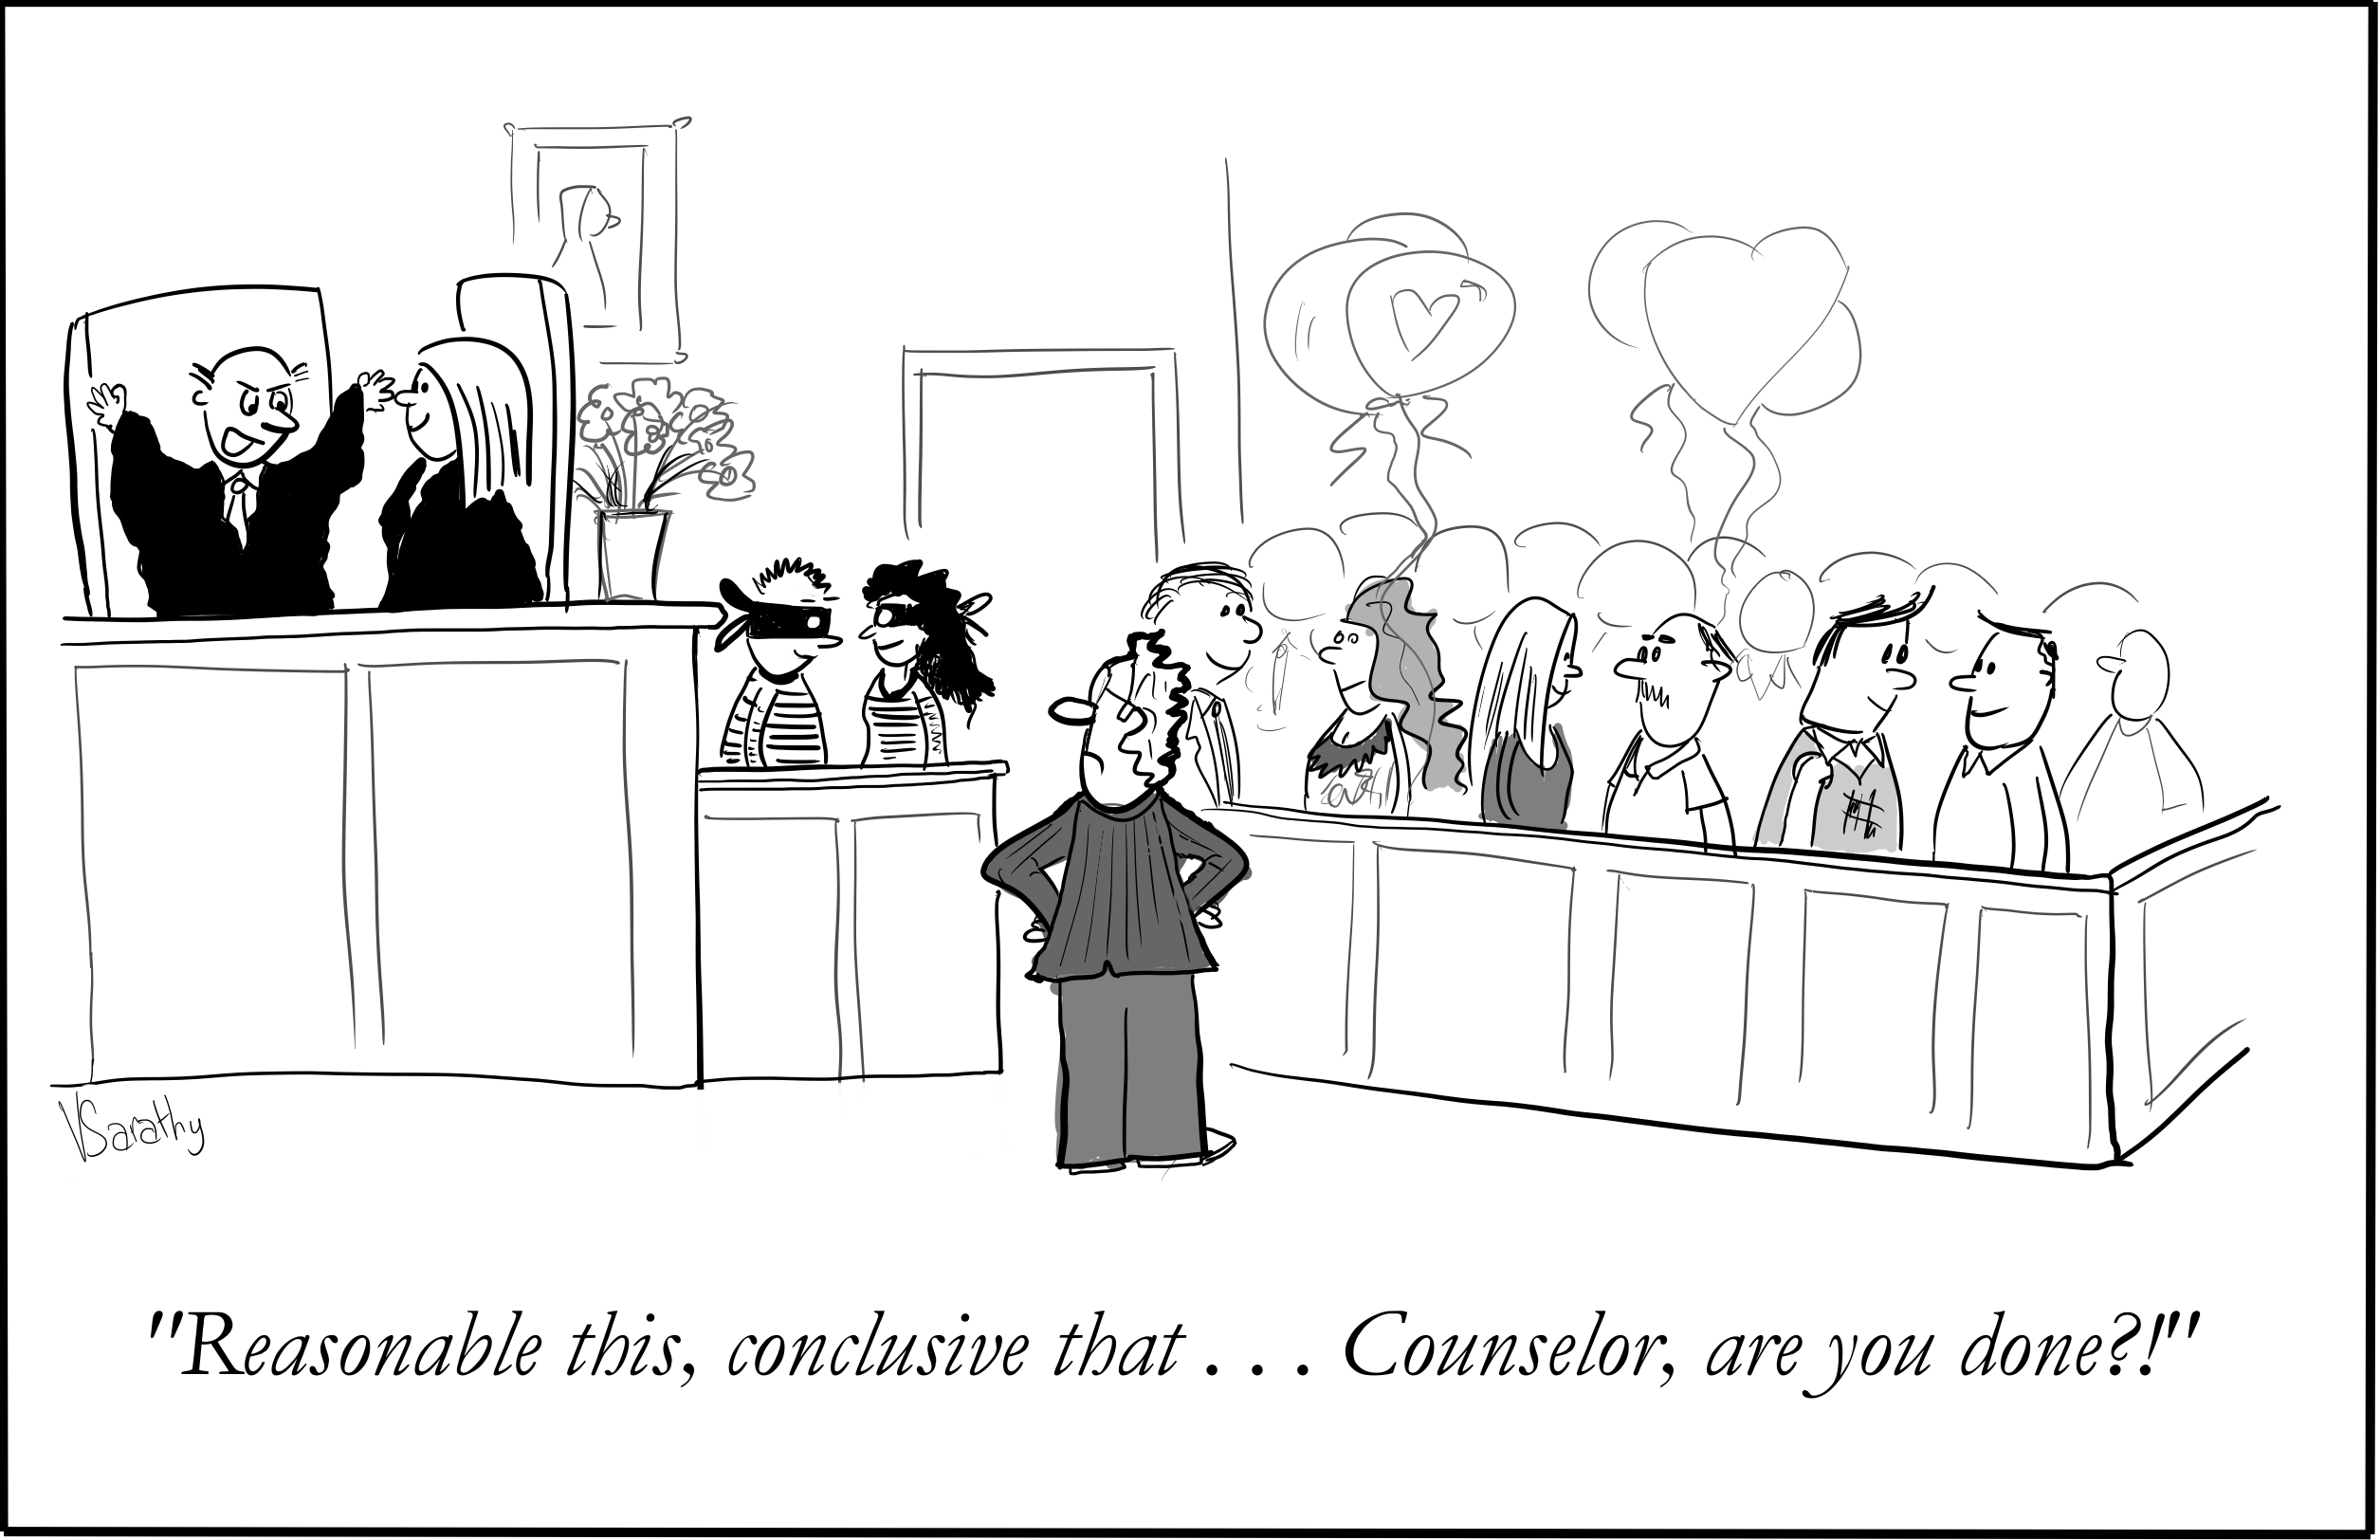 VSarathy
"Reasonable this, conclusive that . . . Counselor, are you done?!"